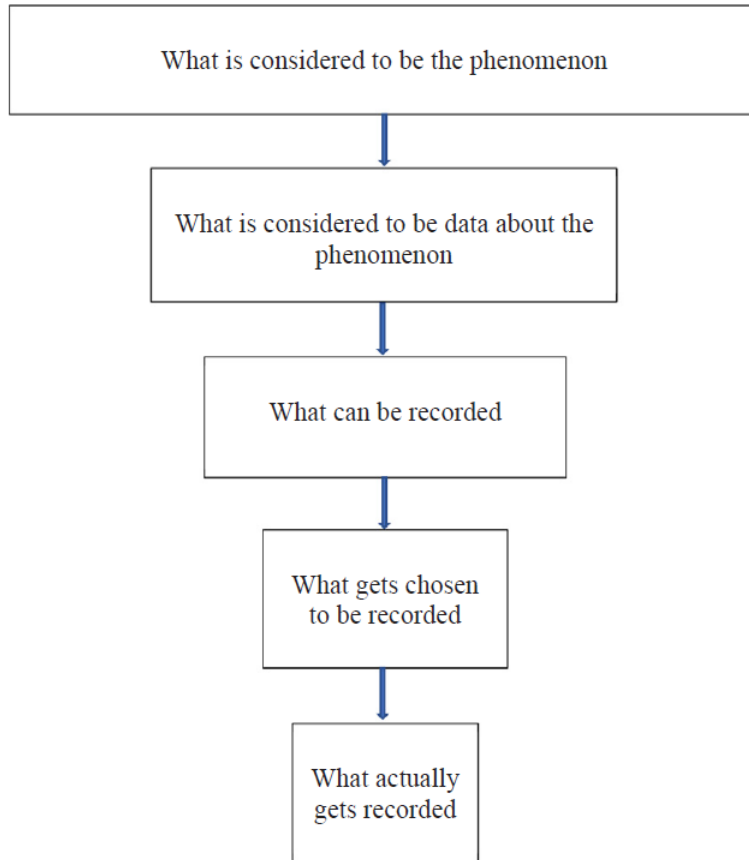 What is considered to be the phenomenon
What is considered to be data about the
phenomenon
What can be recorded
What gets chosen
to be recorded
What actually
gets recorded